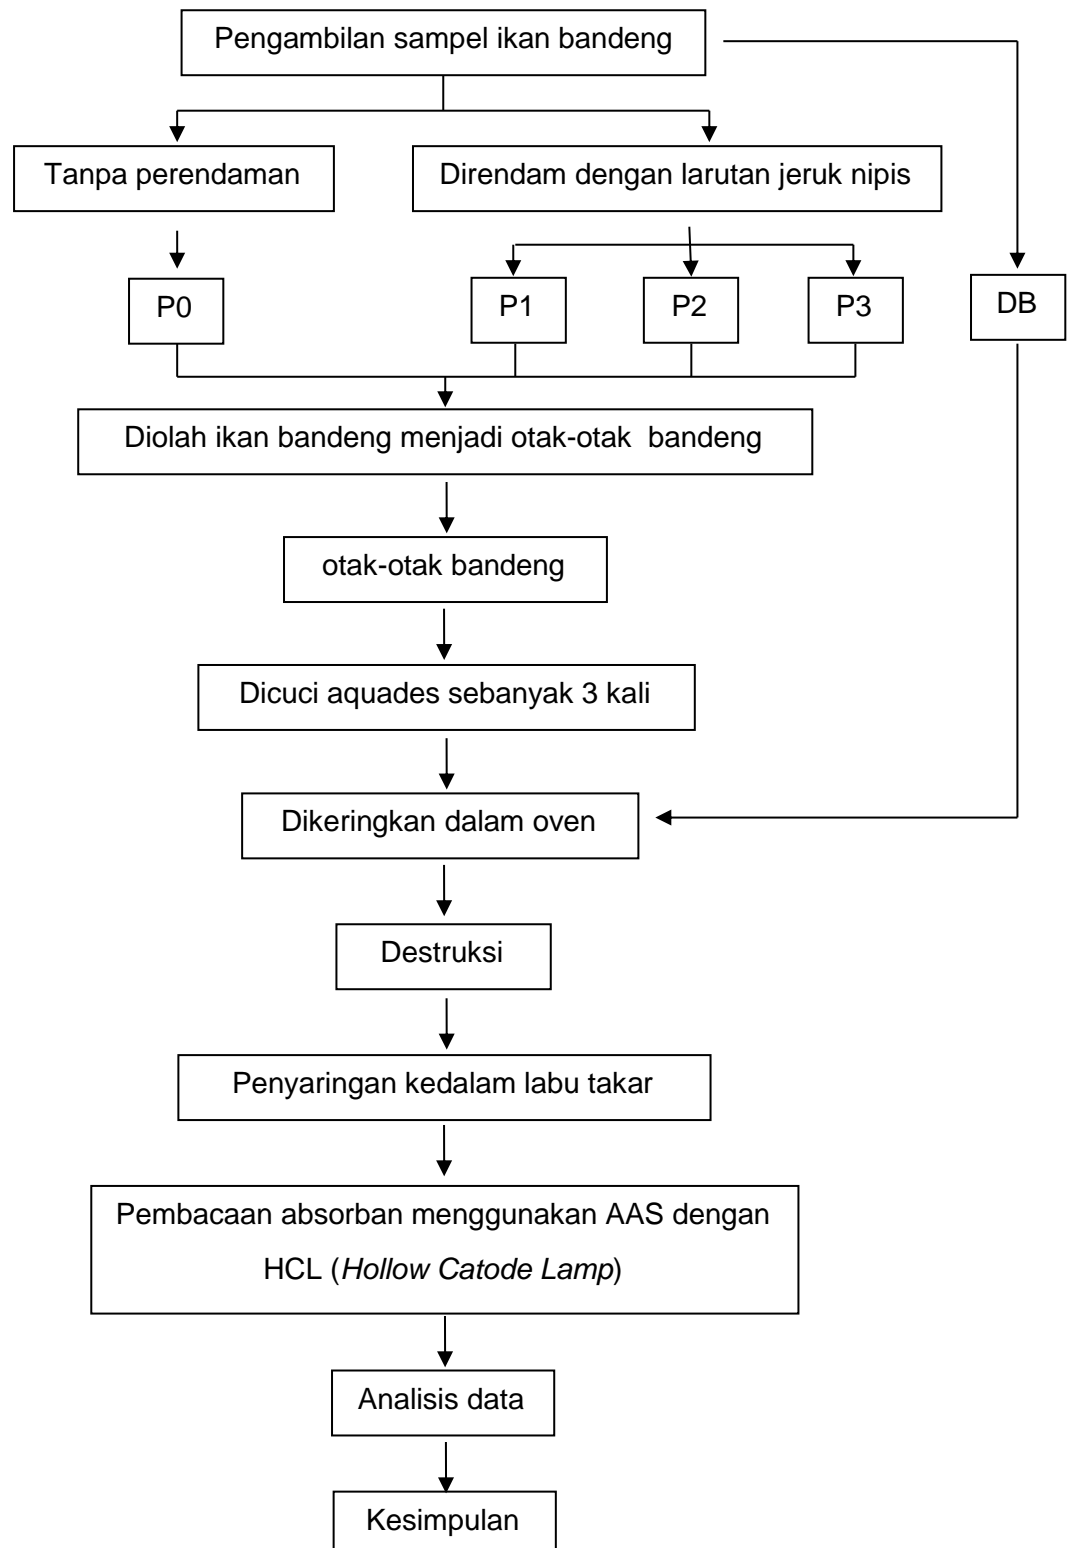 Pengambilan sampel ikan bandeng
Tanpa perendaman
Direndam dengan larutan jeruk nipis
P0
P1
P2
P3
DB
Diolah ikan bandeng menjadi otak-otak  bandeng
otak-otak bandeng
Dicuci aquades sebanyak 3 kali
Dikeringkan dalam oven
Destruksi
Penyaringan kedalam labu takar
Pembacaan absorban menggunakan AAS dengan
HCL (Hollow Catode Lamp)
Analisis data
Kesimpulan